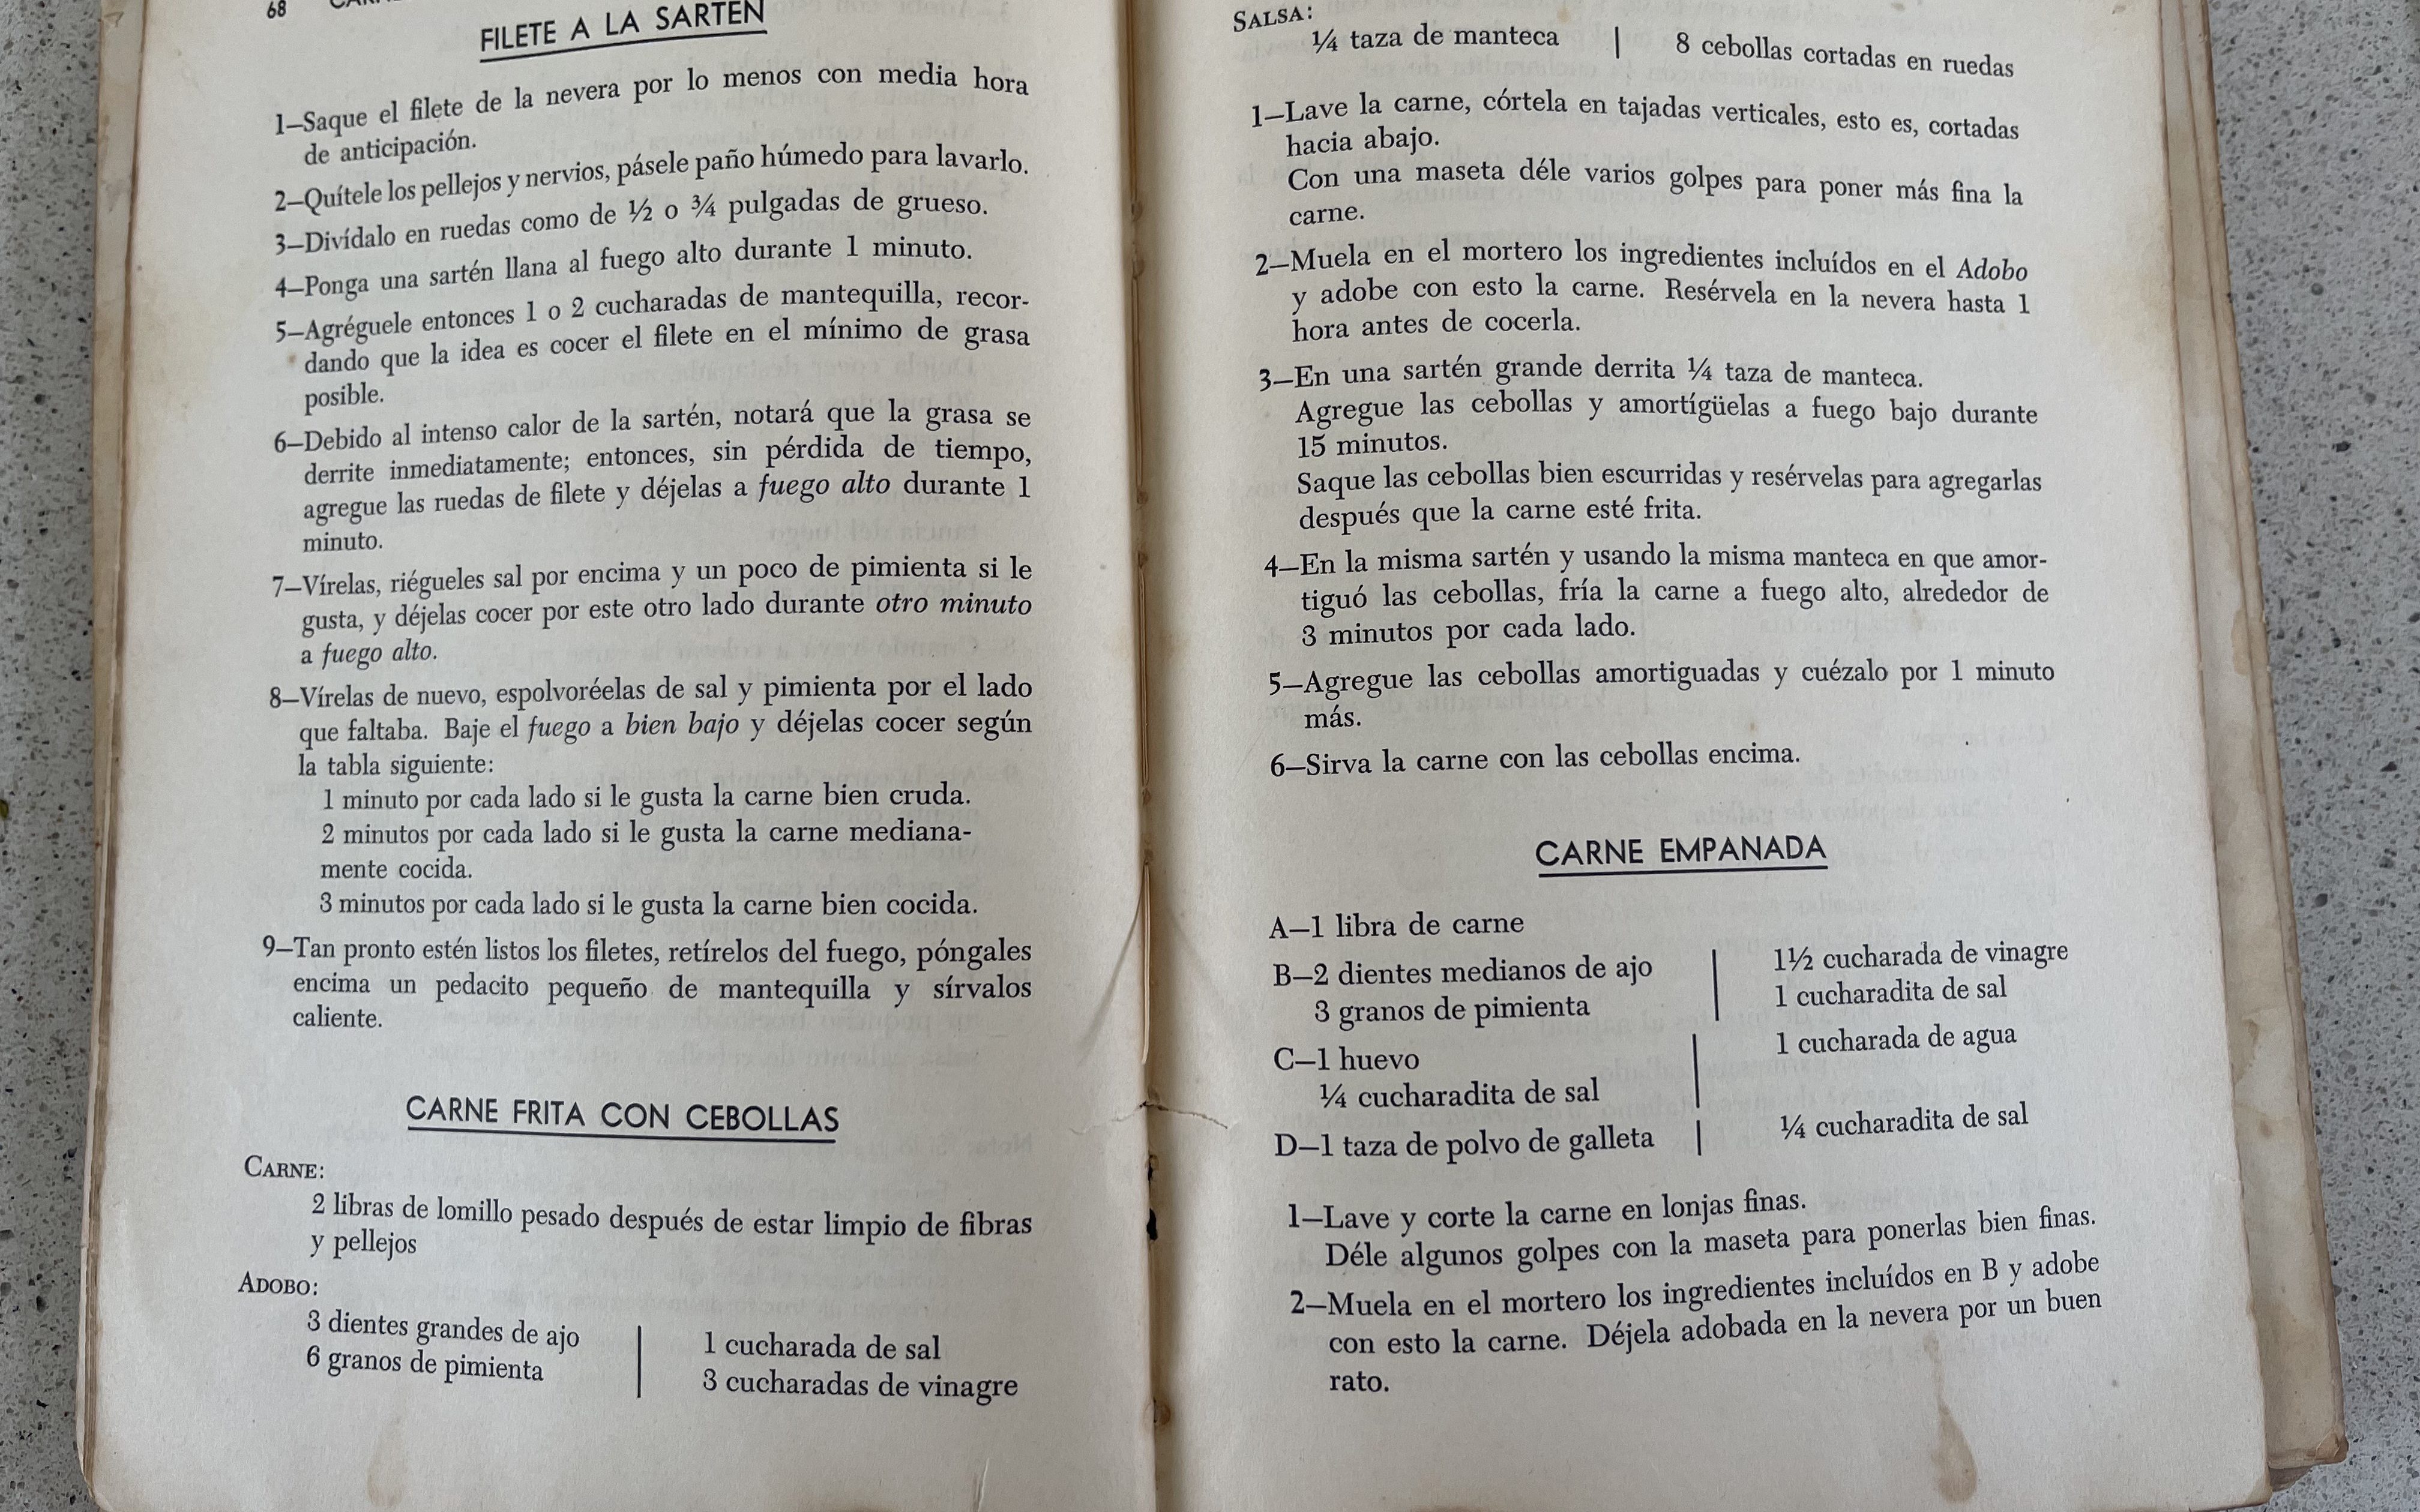 68
FILETE A LA SARTEN
1—Saque el filete de la nevera por lo menos con media hora
de anticipación.
2—Quítele los pellejos y nervios, pásele paño húmedo para lavarlo.
3—Divídalo en ruedas como de ½ o ¾ pulgadas de grueso.
4—Ponga una sartén llana al fuego alto durante 1 minuto.
5—Agréguele entonces 1 o 2 cucharadas de mantequilla, recor-
dando que la idea es cocer el filete en el mínimo de grasa
posible.
6—Debido al intenso calor de la sartén, notará que la grasa se
derrite inmediatamente; entonces, sin pérdida de tiempo,
agregue las ruedas de filete y déjelas a fuego alto durante 1
minuto.
7—Vírelas, riégueles sal por encima y un poco de pimienta si le
gusta, y déjelas cocer por este otro lado durante otro minuto
a fuego alto.
8—Vírelas de nuevo, espolvoréelas de sal y pimienta por el lado
que faltaba. Baje el fuego a bien bajo y déjelas cocer según
la tabla siguiente:
1 minuto por cada lado si le gusta la carne bien cruda.
2 minutos por cada lado si le gusta la carne mediana-
mente cocida.
3 minutos por cada lado si le gusta la carne bien cocida.
9—Tan pronto estén listos los filetes, retírelos del fuego, póngales
encima un pedacito pequeño de mantequilla y sírvalos
caliente.
CARNE FRITA CON CEBOLLAS
CARNE:
2 libras de lomillo pesado después de estar limpio de fibras
y pellejos
ADOBO:
3 dientes grandes de ajo
6 granos de pimienta
1 cucharada de sal
3 cucharadas de vinagre
SALSA:
¼ taza de manteca | 8 cebollas cortadas en ruedas
1—Lave la carne, córtela en tajadas verticales, esto es, cortadas
hacia abajo.
Con una maseta déle varios golpes para poner más fina la
carne.
2—Muela en el mortero los ingredientes incluídos en el Adobo
y adobe con esto la carne. Resérvela en la nevera hasta 1
hora antes de cocerla.
3—En una sartén grande derrita ¼ taza de manteca.
Agregue las cebollas y amortígüelas a fuego bajo durante
15 minutos.
Saque las cebollas bien escurridas y resérvelas para agregarlas
después que la carne esté frita.
4—En la misma sartén y usando la misma manteca en que amor-
tiguó las cebollas, fría la carne a fuego alto, alrededor de
3 minutos por cada lado.
5—Agregue las cebollas amortiguadas y cuézalo por 1 minuto
más.
6—Sirva la carne con las cebollas encima.
CARNE EMPANADA
A—1 libra de carne
B—2 dientes medianos de ajo | 1½ cucharada de vinagre
3 granos de pimienta | 1 cucharadita de sal
C—1 huevo | 1 cucharada de agua
¼ cucharadita de sal
D—1 taza de polvo de galleta | ¼ cucharadita de sal
1—Lave y corte la carne en lonjas finas.
Déle algunos golpes con la maseta para ponerlas bien finas.
2—Muela en el mortero los ingredientes incluídos en B y adobe
con esto la carne. Déjela adobada en la nevera por un buen
rato.